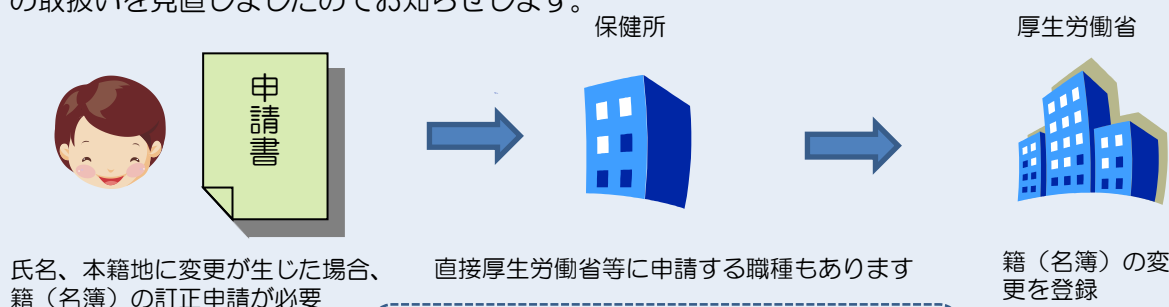 の取扱いを見直しましたのでお知らせします。
保健所
厚生労働省
申請書
氏名、本籍地に変更が生じた場合、
籍（名簿）の訂正申請が必要
直接厚生労働省等に申請する職種もあります
籍（名簿）の変
更を登録